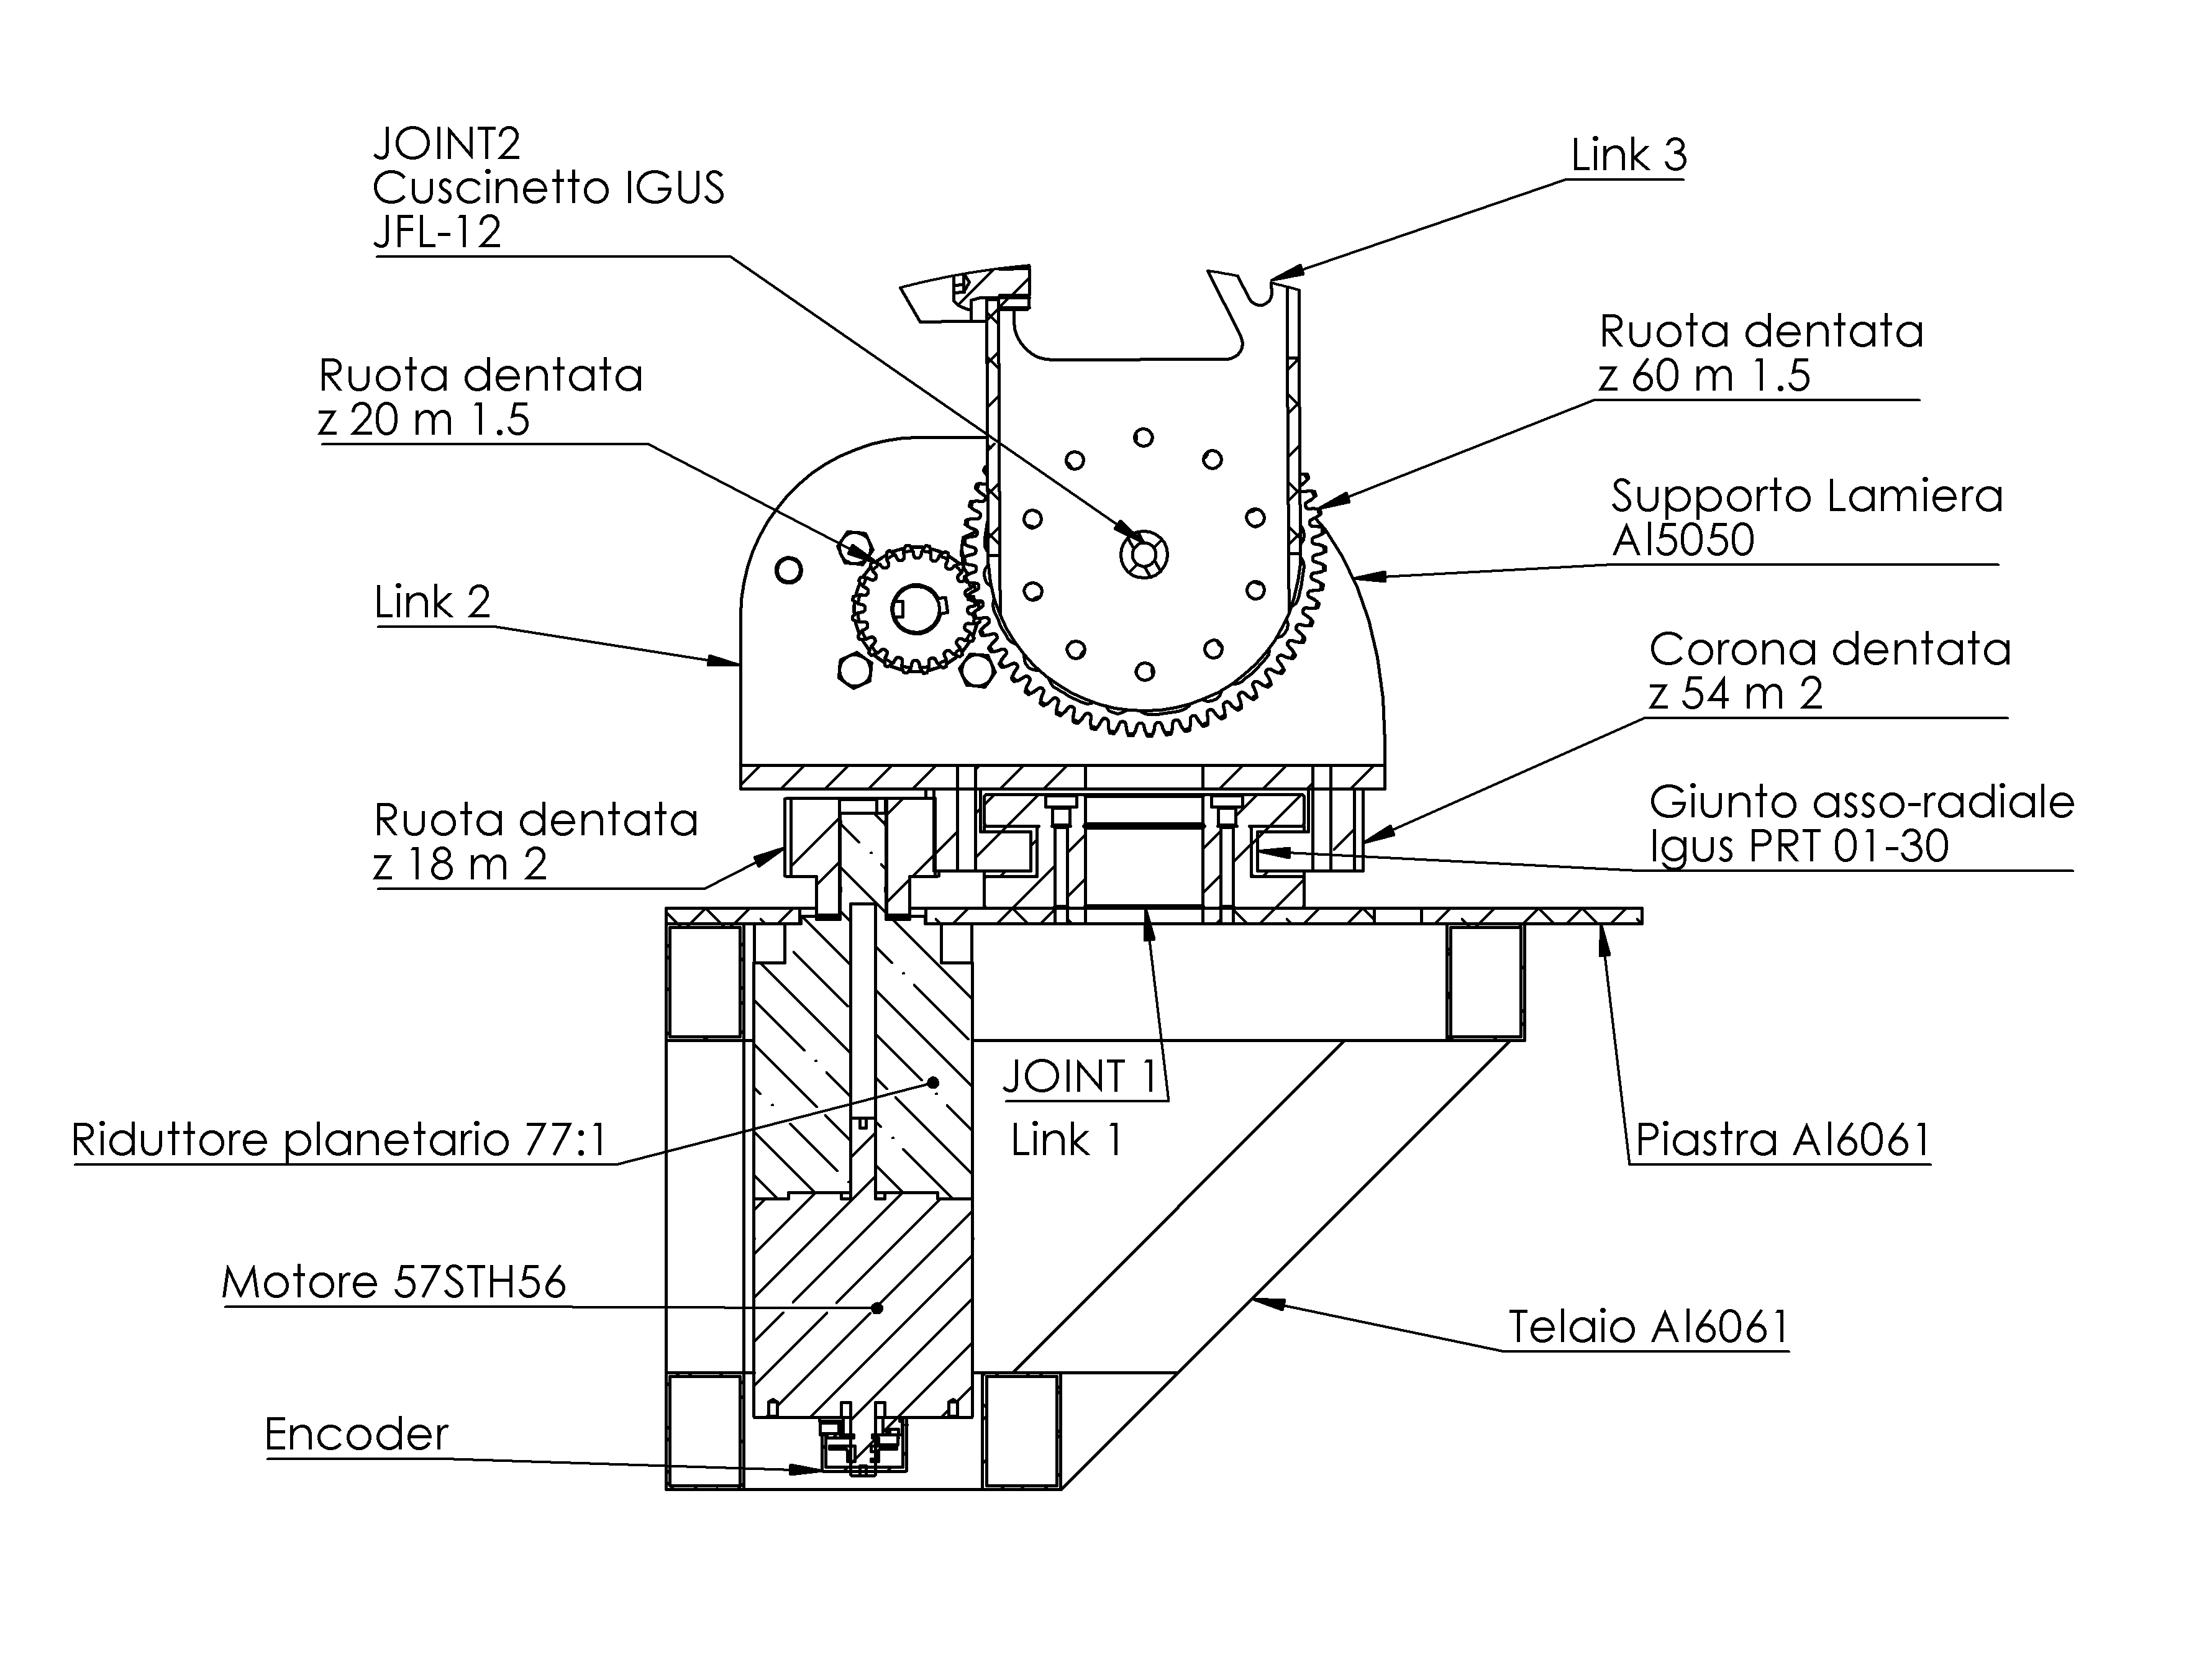 JOINT2
Cuscinetto IGUS
JFL-12
Link 3
Ruota dentata
z 60 m 1.5
Ruota dentata
z 20 m 1.5
Supporto Lamiera
Al5050
Link 2
Corona dentata
z 54 m 2
Ruota dentata
z 18 m 2
Giunto asso-radiale
Igus PRT 01-30
JOINT 1
Link 1
Riduttore planetario 77:1
Piastra Al6061
Motore 57STH56
Telaio Al6061
Encoder